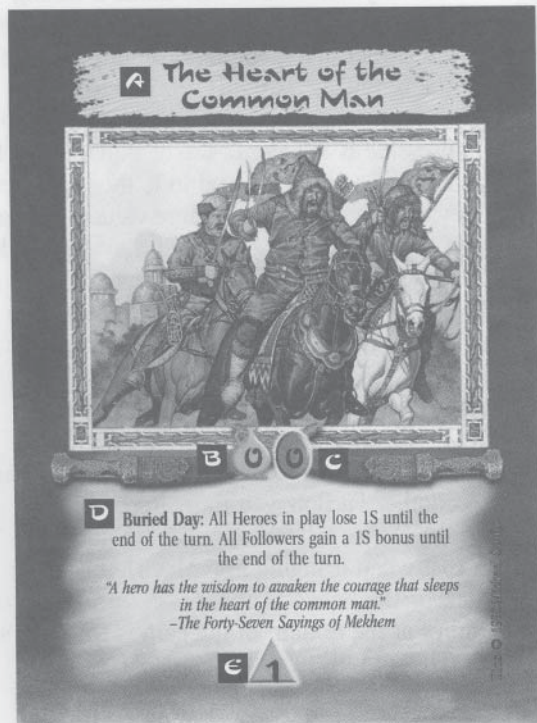 A The Heart of the
Common Man
B 0 0 C
D Buried Day: All Heroes in play lose 1S until the
end of the turn. All Followers gain a 1S bonus until
the end of the turn.
"A hero has the wisdom to awaken the courage that sleeps
in the heart of the common man."
–The Forty-Seven Sayings of Mekhem
E 1